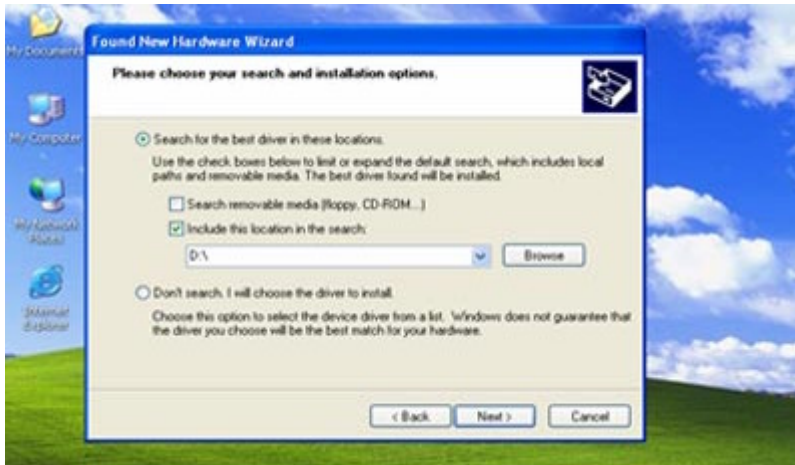 My Documents
Found New Hardware Wizard
Please choose your search and installation options.
My Computer
Search for the best driver in these locations.
Use the check boxes below to limit or expand the default search, which includes local
paths and removable media. The best driver found will be installed.
Search removable media (floppy, CD-ROM...)
My Network
Places
Include this location in the search:
D:\
Browse
Internet
Explorer
Don't search. I will choose the driver to install.
Choose this option to select the device driver from a list. Windows does not guarantee that
the driver you choose will be the best match for your hardware.
< Back
Next >
Cancel